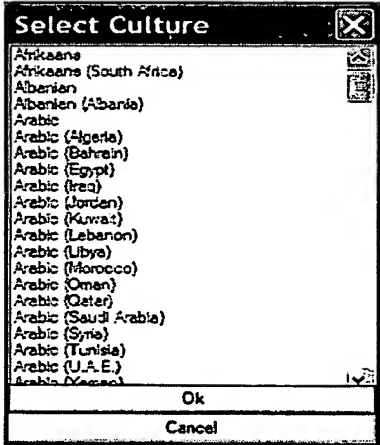 Select Culture
Afrikaans
Afrikaans (South Africa)
Albanian
Albanian (Albania)
Arabic
Arabic (Algeria)
Arabic (Bahrain)
Arabic (Egypt)
Arabic (Iraq)
Arabic (Jordan)
Arabic (Kuwait)
Arabic (Lebanon)
Arabic (Libya)
Arabic (Morocco)
Arabic (Oman)
Arabic (Qatar)
Arabic (Saudi Arabia)
Arabic (Syria)
Arabic (Tunisia)
Arabic (U.A.E.)
Arabic (Yemen)
Ok
Cancel